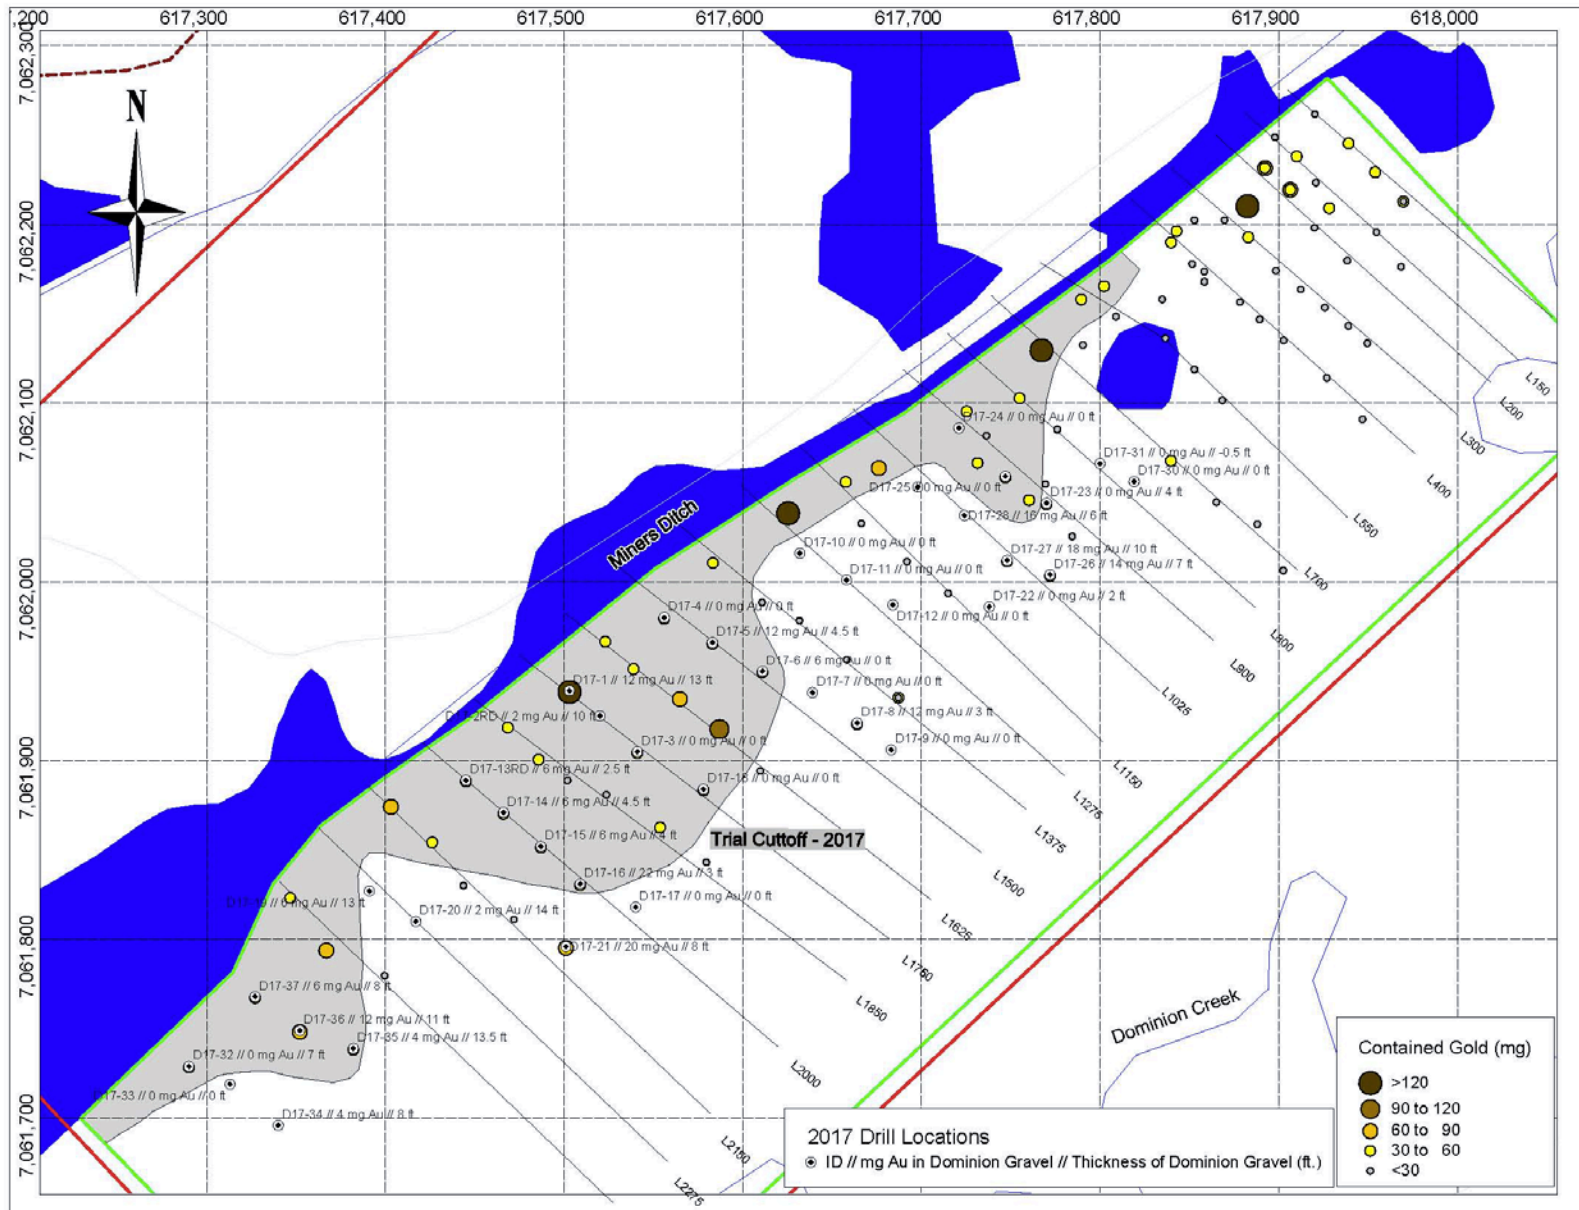 ,200
617,300
617,400
617,500
617,600
617,700
617,800
617,900
618,000
7,062,300
N
7,062,200
7,062,100
7,062,000
7,061,900
7,061,800
7,061,700
Miners Ditch
L150
L200
L300
L400
L550
L700
L800
L900
L1025
L1150
L1275
L1375
L1500
L1625
L1750
L1850
L2000
L2150
L2275
D17-24 // 0 mg Au // 0 ft
D17-31 // 0 mg Au // -0.5 ft
D17-30 // 0 mg Au // 0 ft
D17-25 // 0 mg Au // 0 ft
D17-23 // 0 mg Au // 4 ft
D17-28 // 16 mg Au // 6 ft
D17-10 // 0 mg Au // 0 ft
D17-27 // 18 mg Au // 10 ft
D17-11 // 0 mg Au // 0 ft
D17-26 // 14 mg Au // 7 ft
D17-22 // 0 mg Au // 2 ft
D17-4 // 0 mg Au // 0 ft
D17-12 // 0 mg Au // 0 ft
D17-5 // 12 mg Au // 4.5 ft
D17-6 // 6 mg Au // 0 ft
D17-1 // 12 mg Au // 13 ft
D17-7 // 0 mg Au // 0 ft
D17-2RD // 2 mg Au // 10 ft
D17-8 // 12 mg Au // 3 ft
D17-3 // 0 mg Au // 0 ft
D17-9 // 0 mg Au // 0 ft
D17-13RD // 6 mg Au // 2.5 ft
D17-18 // 0 mg Au // 0 ft
D17-14 // 6 mg Au // 4.5 ft
D17-15 // 6 mg Au // 4 ft
Trial Cuttoff - 2017
D17-16 // 22 mg Au // 3 ft
D17-19 // 6 mg Au // 13 ft
D17-17 // 0 mg Au // 0 ft
D17-20 // 2 mg Au // 14 ft
D17-21 // 20 mg Au // 8 ft
D17-37 // 6 mg Au // 8 ft
D17-36 // 12 mg Au // 11 ft
D17-35 // 4 mg Au // 13.5 ft
D17-32 // 0 mg Au // 7 ft
D17-33 // 0 mg Au // 0 ft
D17-34 // 4 mg Au // 8 ft
Dominion Creek
2017 Drill Locations
ID // mg Au in Dominion Gravel // Thickness of Dominion Gravel (ft.)
Contained Gold (mg)
>120
90 to 120
60 to 90
30 to 60
<30